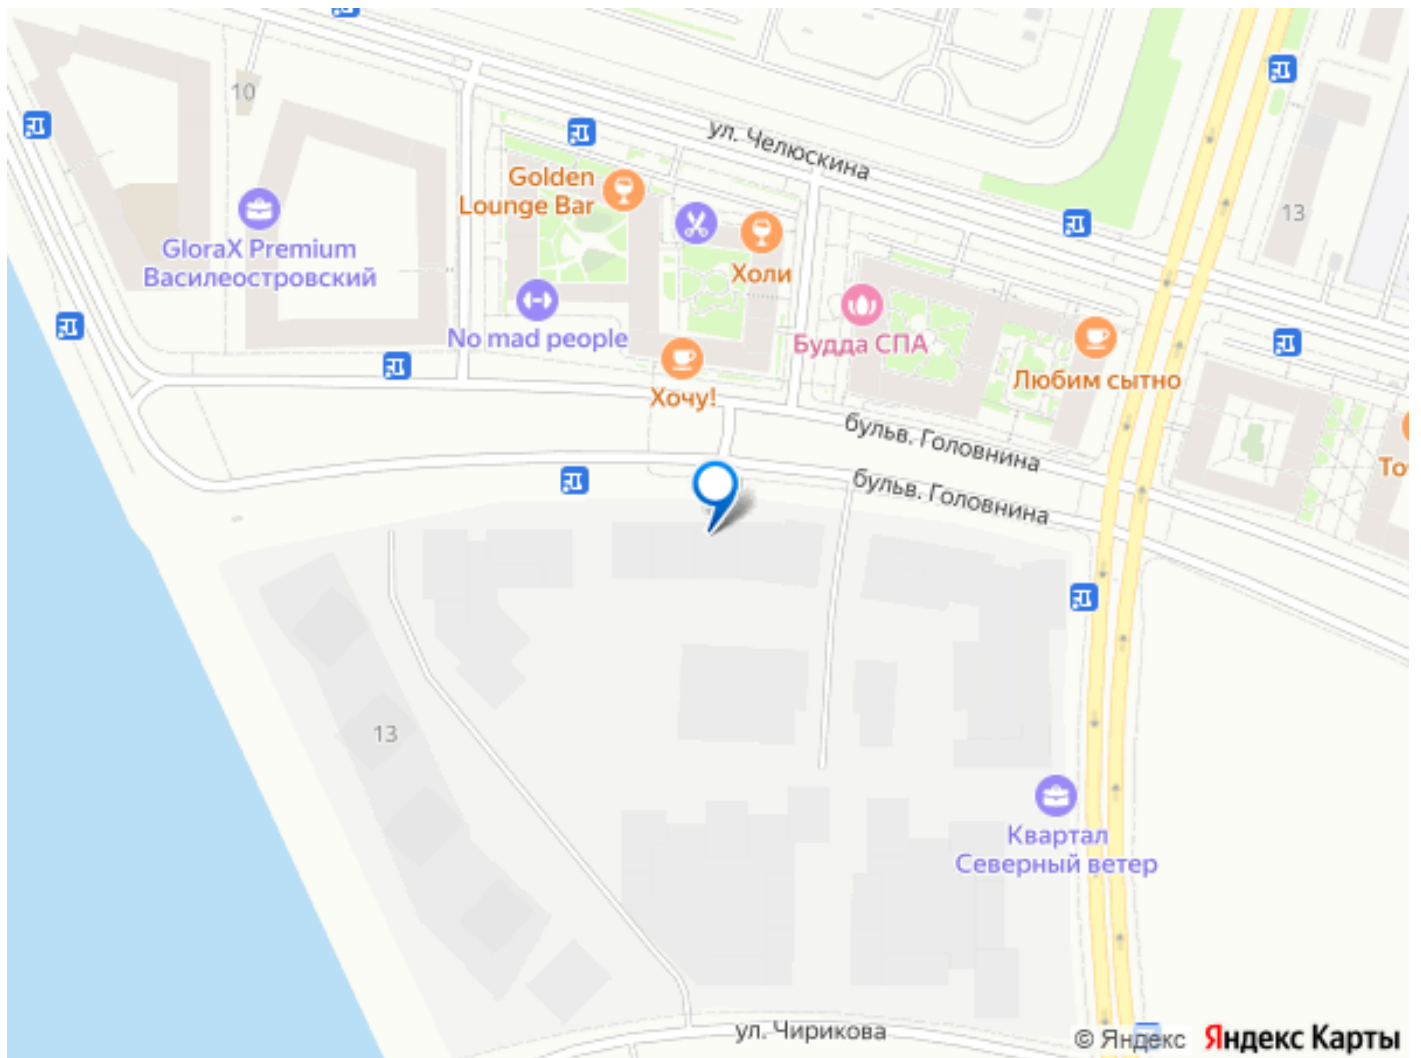 10
ул. Челюскина
Golden
Lounge Bar
13
GloraX Premium
Василеостровский
Холи
No mad people
Будда СПА
Любим сытно
Хочу!
бульв. Головнина
То
бульв. Головнина
13
Квартал
Северный ветер
ул. Чирикова
© Яндекс Яндекс Карты